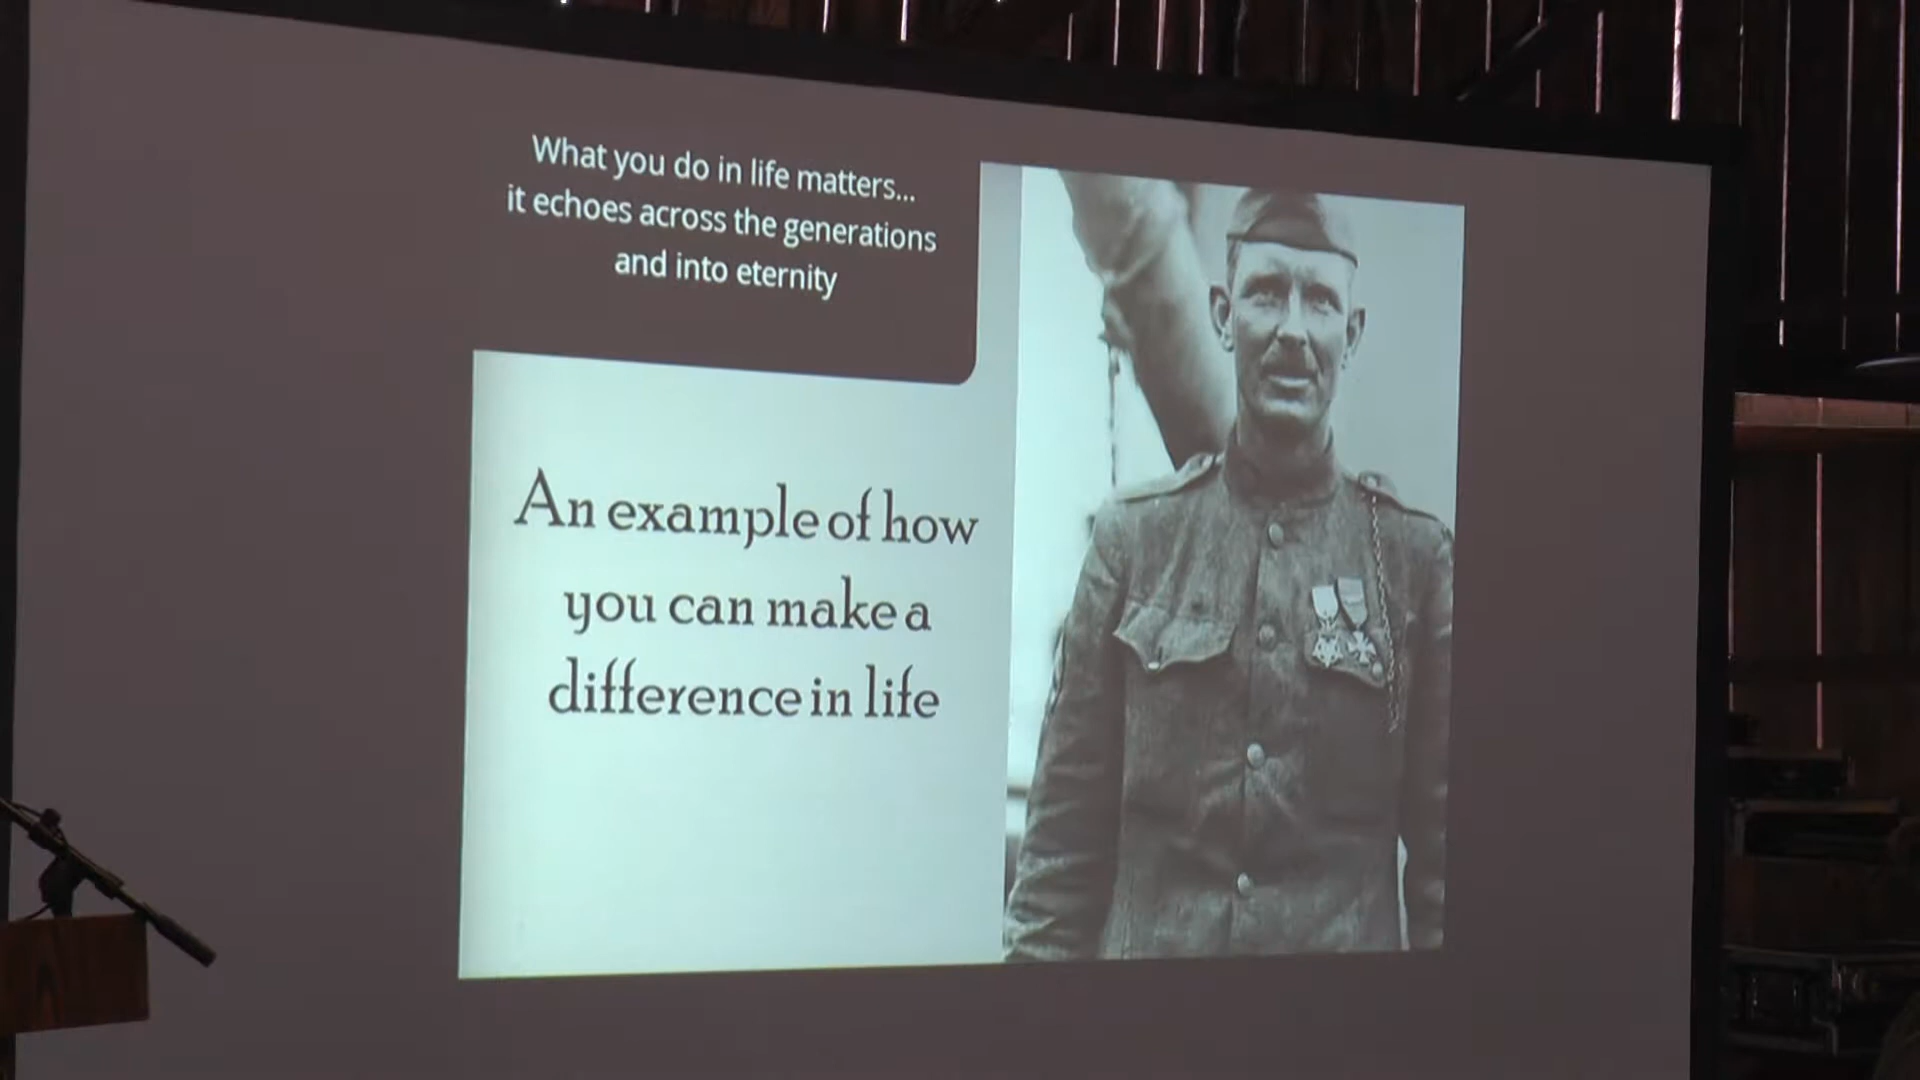 What you do in life matters...
it echoes across the generations
and into eternity
An example of how
you can make a
difference in life